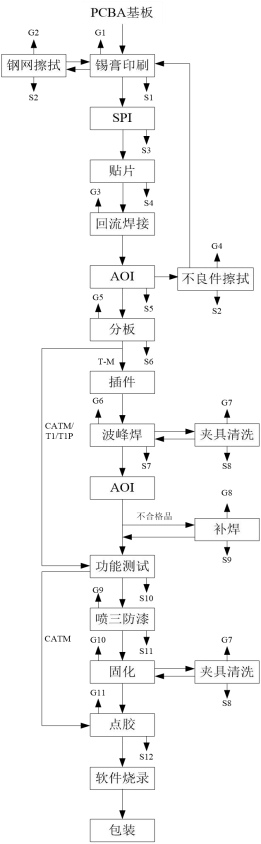 PCBA基板
G2
G1
钢网擦拭
锡膏印刷
S2
S1
SPI
S3
贴片
S4
G3
回流焊接
G4
AOI
不良件擦拭
S5
S2
G5
分板
S6
T-M
插件
CATM/
T1/T1P
G6
G7
波峰焊
夹具清洗
S7
S8
AOI
G8
不合格品
补焊
S9
功能测试
S10
G9
喷三防漆
CATM
S11
G10
G7
固化
夹具清洗
S8
G11
点胶
S12
软件烧录
包装